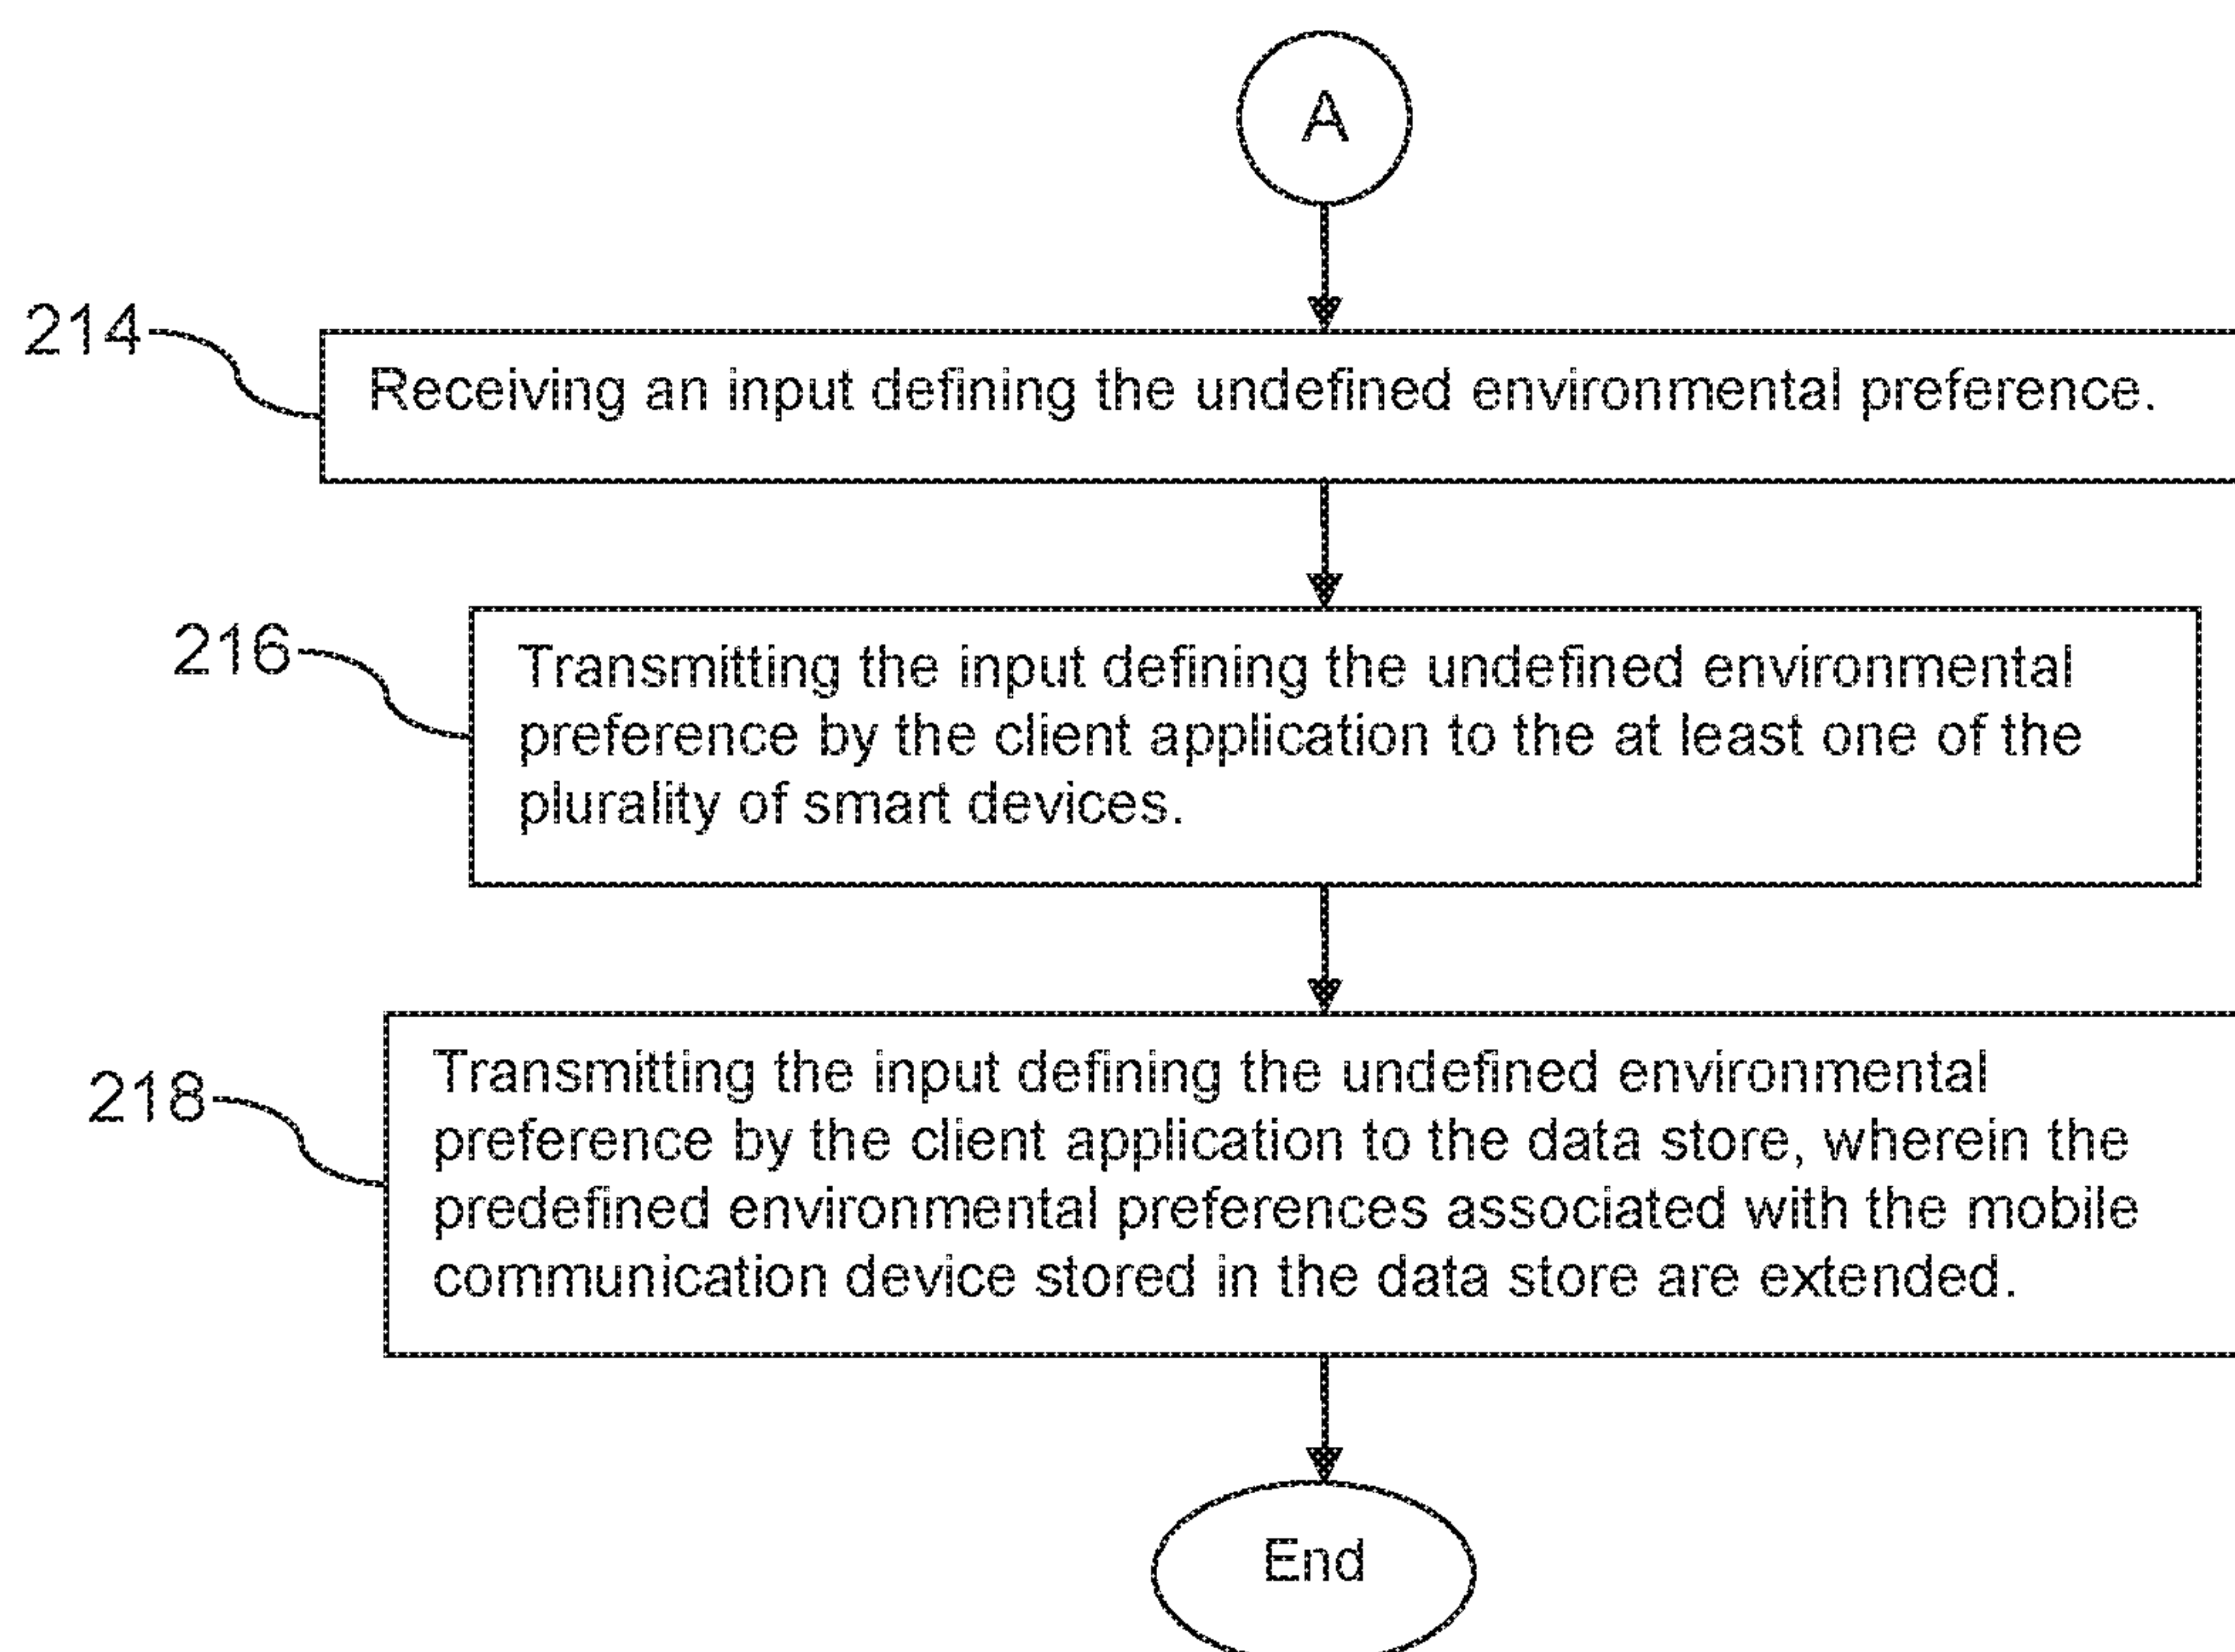 A
214
Receiving an input defining the undefined environmental preference.
216
Transmitting the input defining the undefined environmental
preference by the client application to the at least one of the
plurality of smart devices.
218
Transmitting the input defining the undefined environmental
preference by the client application to the data store, wherein the
predefined environmental preferences associated with the mobile
communication device stored in the data store are extended.
End